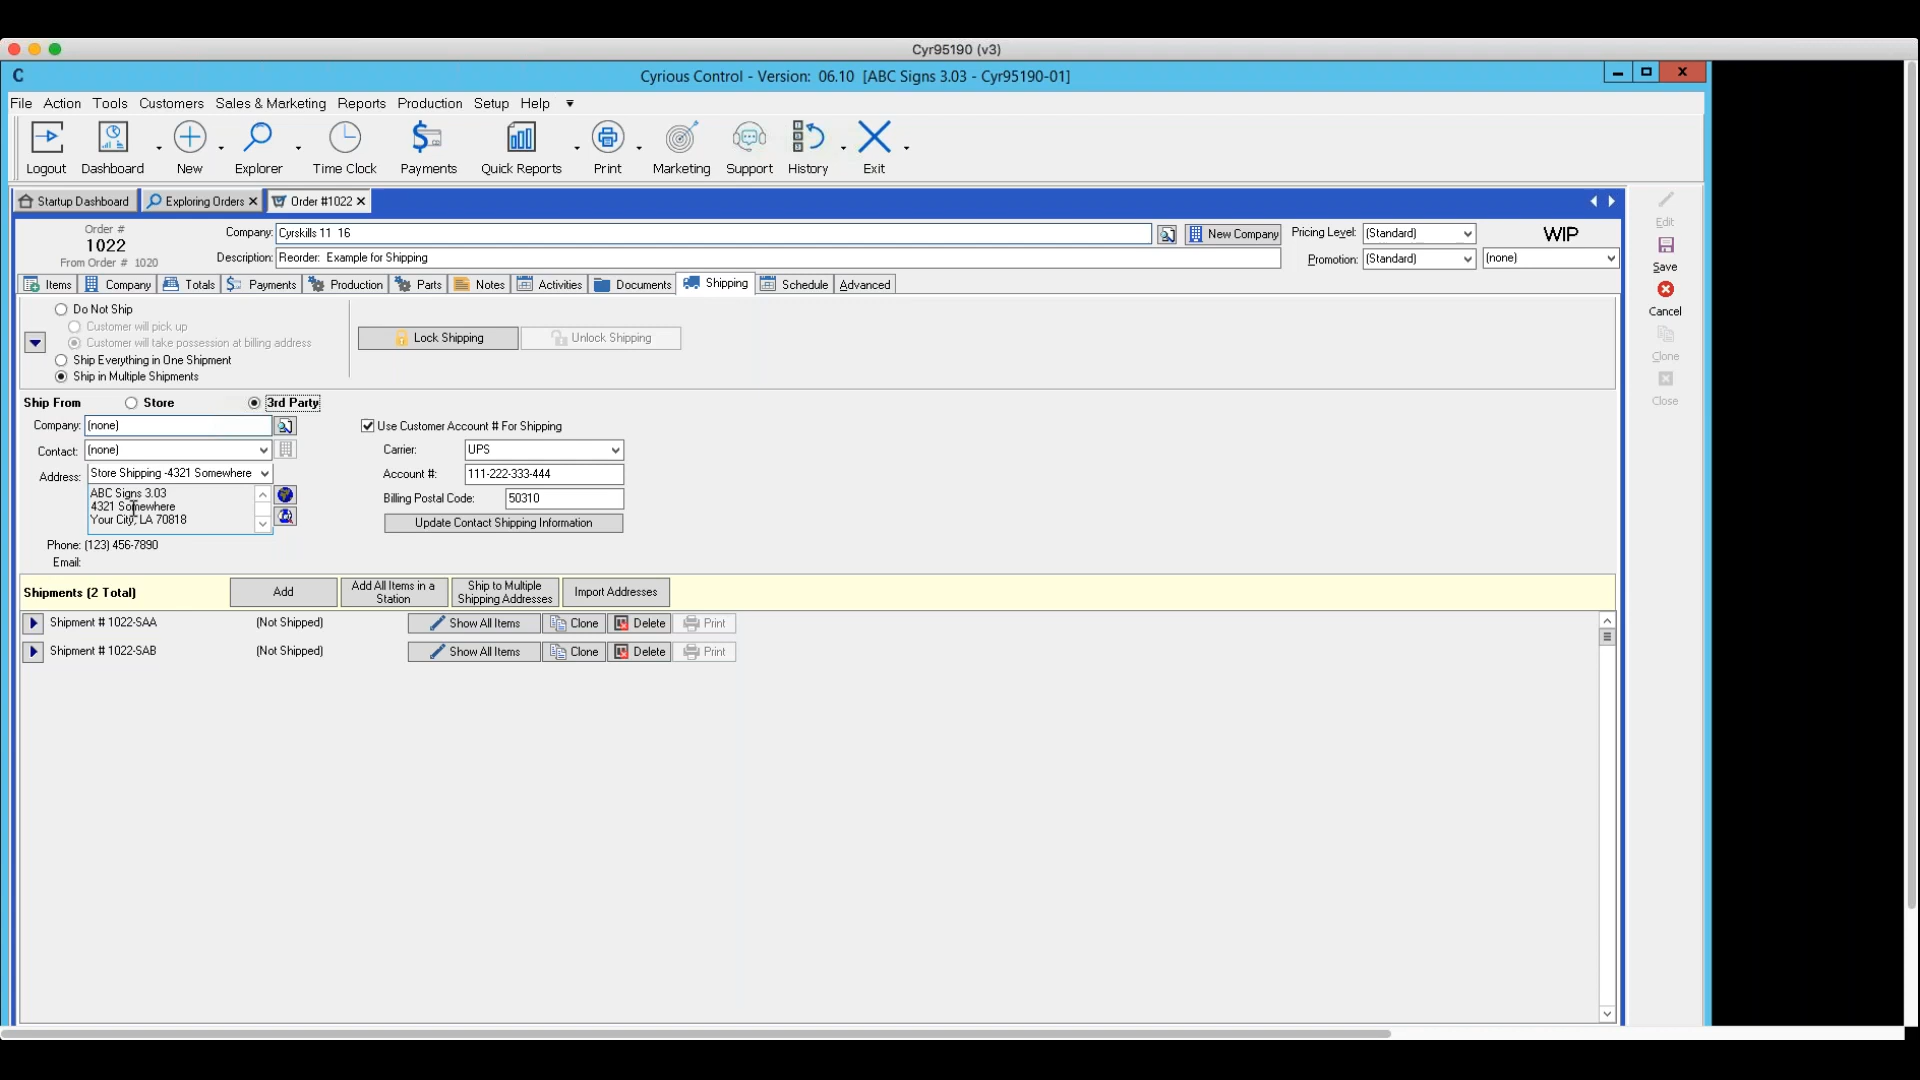 Cyr95190 (v3)
C
Cyrious Control - Version: 06.10 [ABC Signs 3.03 - Cyr95190-01]
File Action Tools Customers Sales & Marketing Reports Production Setup Help
Logout Dashboard New Explorer Time Clock Payments Quick Reports Print Marketing Support History Exit
Startup Dashboard Exploring Orders Order #1022
Edit
Save
Cancel
Clone
Close
Order #
1022
From Order # 1020
Company: Cyrskills 11 16 New Company Pricing Level: (Standard) WIP
Description: Reorder: Example for Shipping Promotion: (Standard) (none)
Items Company Totals Payments Production Parts Notes Activities Documents Shipping Schedule Advanced
Do Not Ship
Customer will pick up
Customer will take possession at billing address
Ship Everything in One Shipment
Ship in Multiple Shipments
Lock Shipping Unlock Shipping
Ship From Store 3rd Party
Company: (none)
Contact: (none)
Address: Store Shipping -4321 Somewhere
ABC Signs 3.03
4321 Somewhere
Your City, LA 70818
Phone: (123) 456-7890
Email:
Use Customer Account # For Shipping
Carrier: UPS
Account #: 111-222-333-444
Billing Postal Code: 50310
Update Contact Shipping Information
Shipments (2 Total) Add Add All Items in a Station Ship to Multiple Shipping Addresses Import Addresses
Shipment # 1022-SAA (Not Shipped) Show All Items Clone Delete Print
Shipment # 1022-SAB (Not Shipped) Show All Items Clone Delete Print